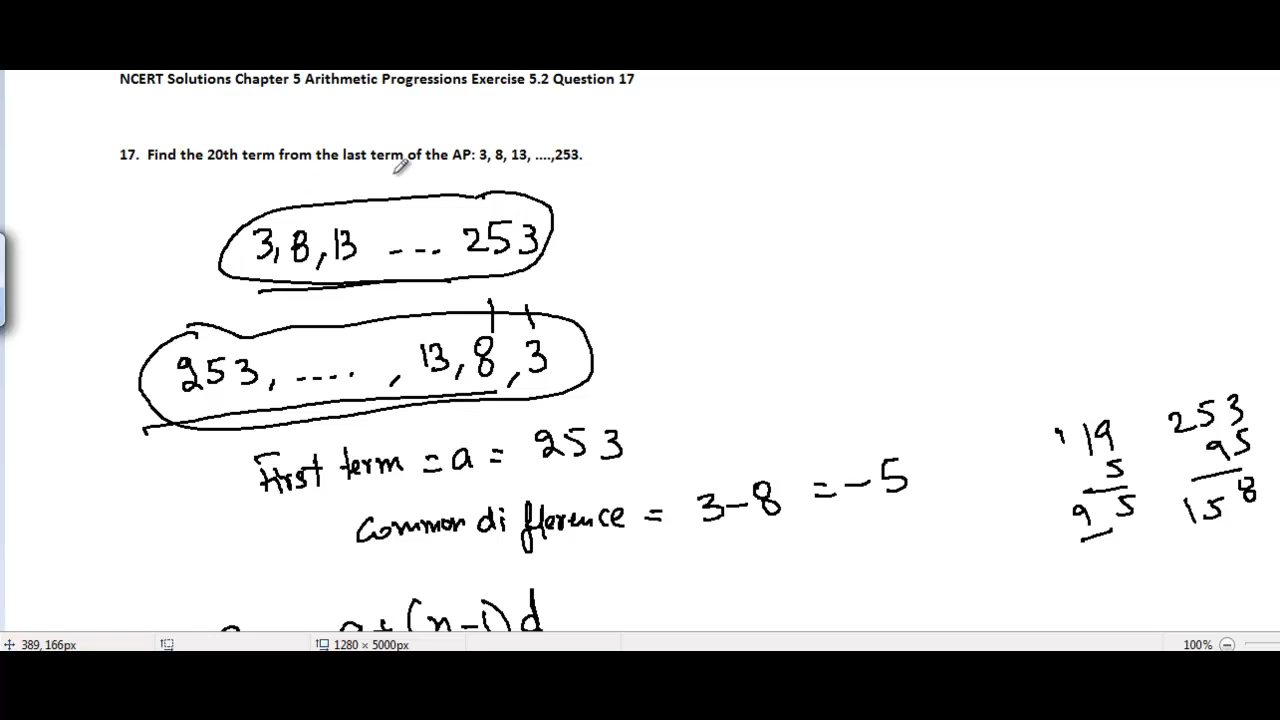 NCERT Solutions Chapter 5 Arithmetic Progressions Exercise 5.2 Question 17
17. Find the 20th term from the last term of the AP: 3, 8, 13, ....,253.
3, 8, 13 --- 253
253, ....., 13, 8, 3
First term = a = 253
Common difference = 3-8 = -5
19
5
95
253
95
158
a+(n-1)d
389, 166px
1280 × 5000px
100%